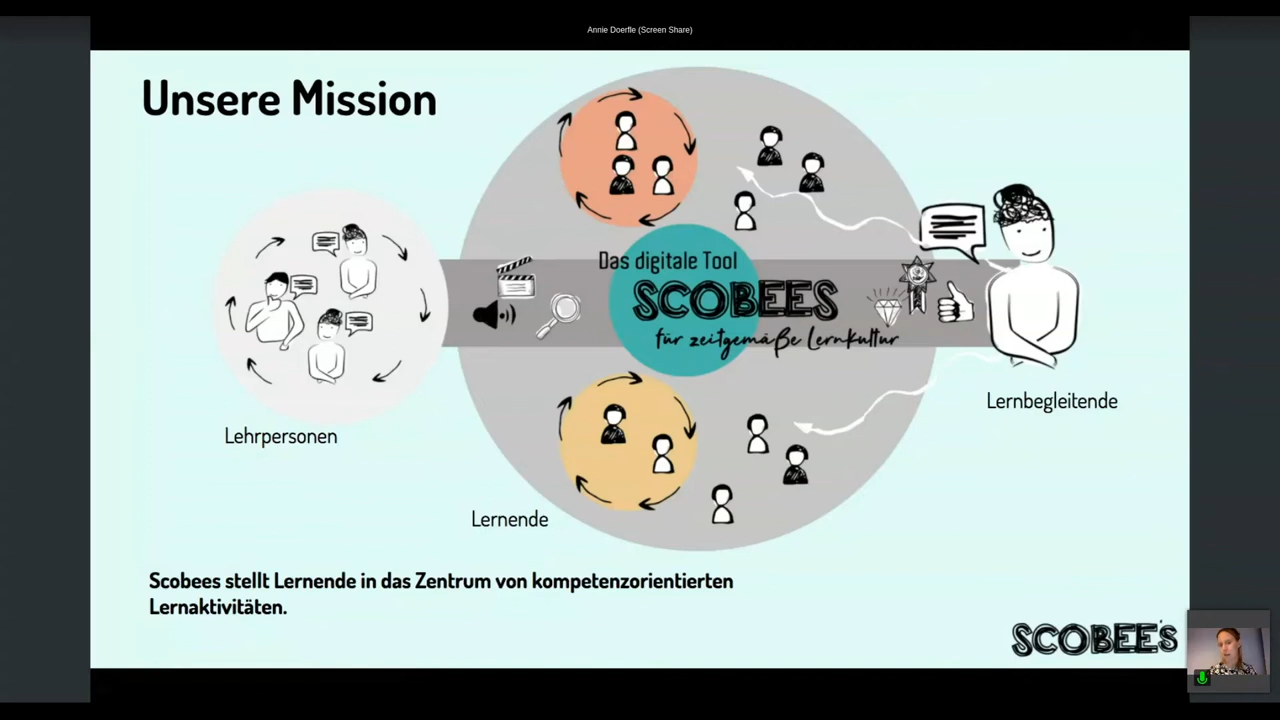 Annie Doerfle (Screen Share)
Unsere Mission
Das digitale Tool
SCOBEES
für zeitgemäße Lernkultur
Lernbegleitende
Lehrpersonen
Lernende
Scobees stellt Lernende in das Zentrum von kompetenzorientierten
Lernaktivitäten.
SCOBEE's